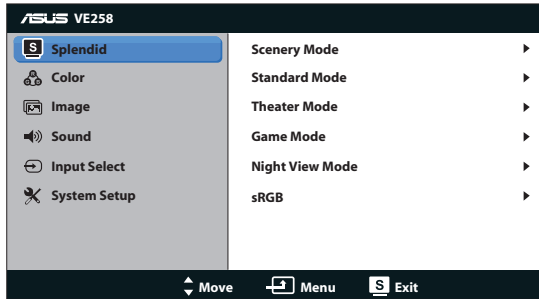 ASUS VE258
S Splendid
Color
Image
Sound
Input Select
System Setup
Scenery Mode
Standard Mode
Theater Mode
Game Mode
Night View Mode
sRGB
Move Menu S Exit